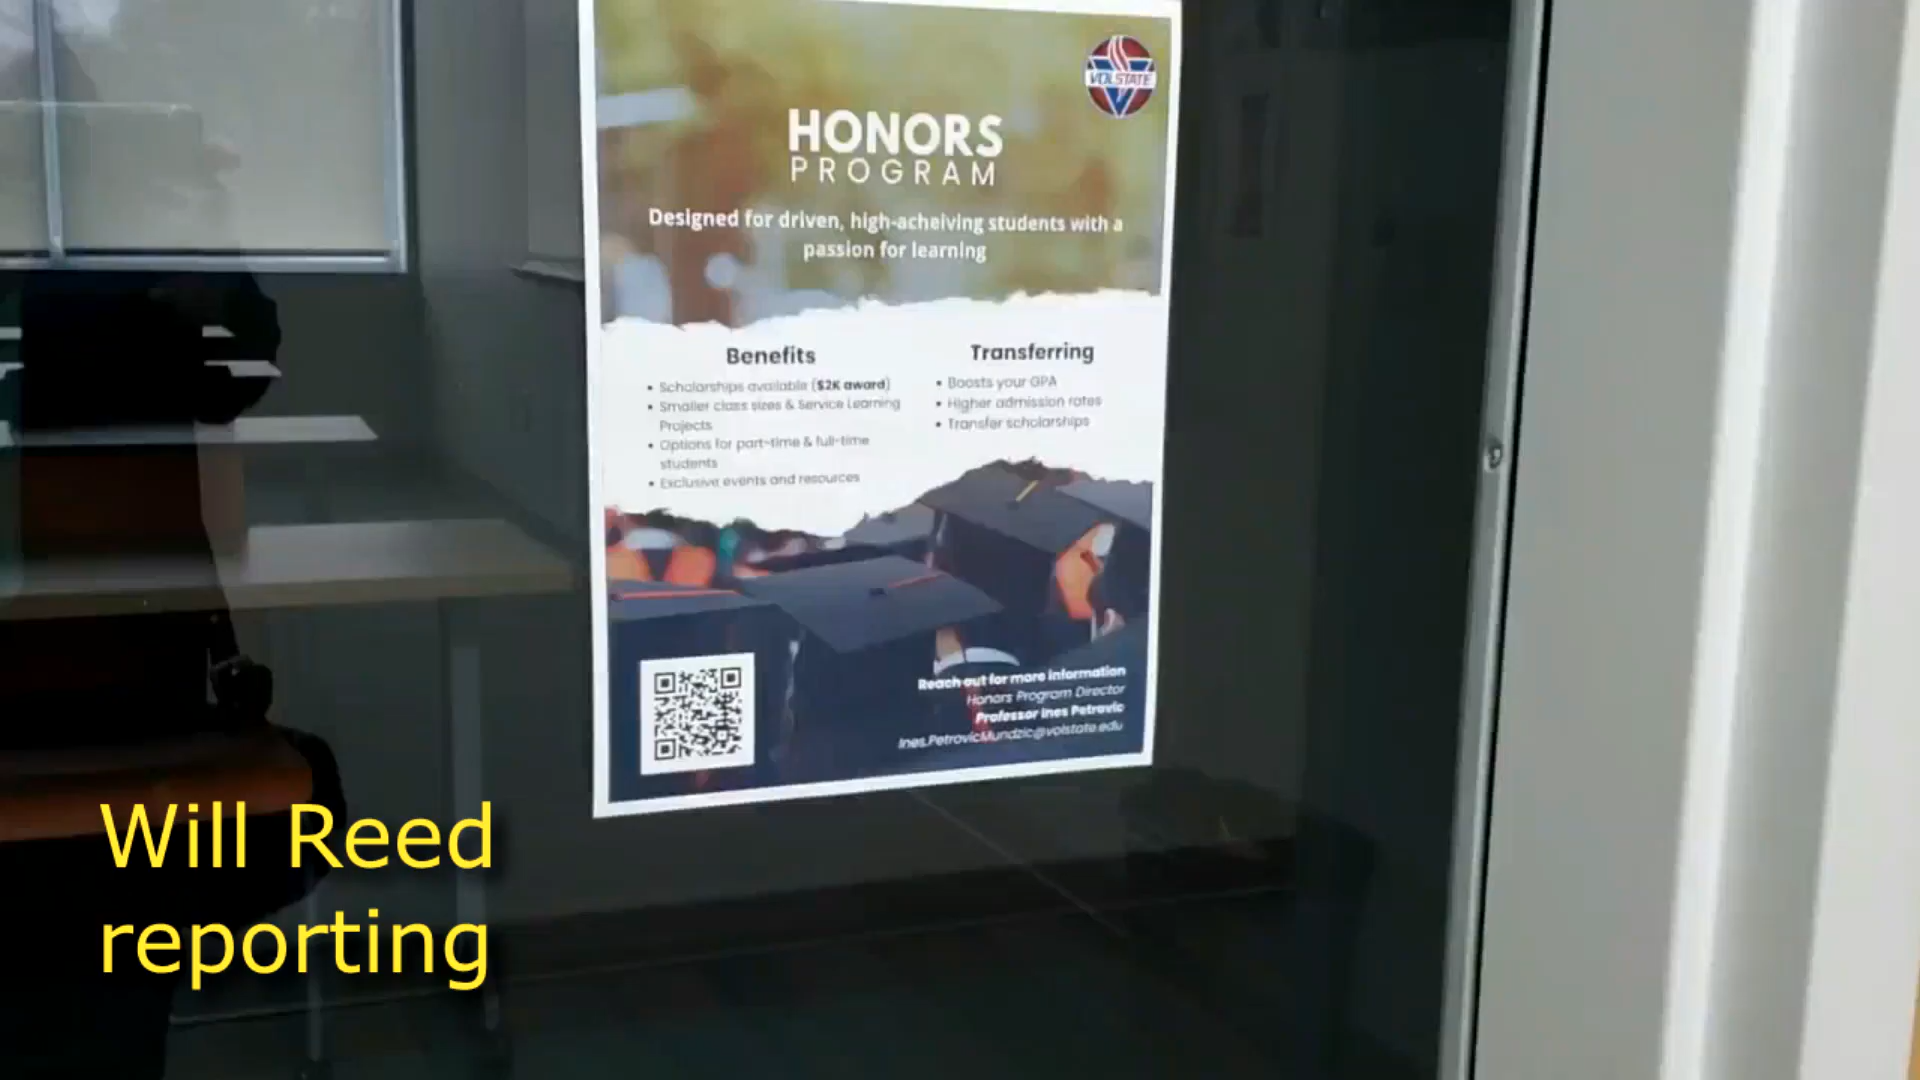 VOLSTATE
HONORS
PROGRAM
Designed for driven, high-acheiving students with a
passion for learning
Benefits
• Scholarships available ($2K award)
• Smaller class sizes & Service Learning
Projects
• Options for part-time & full-time
students
• Exclusive events and resources
Transferring
• Boosts your GPA
• Higher admission rates
• Transfer scholarships
Reach out for more information
Honors Program Director
Professor Ines Petrovic
Ines.PetrovicMundzic@volstate.edu
Will Reed
reporting